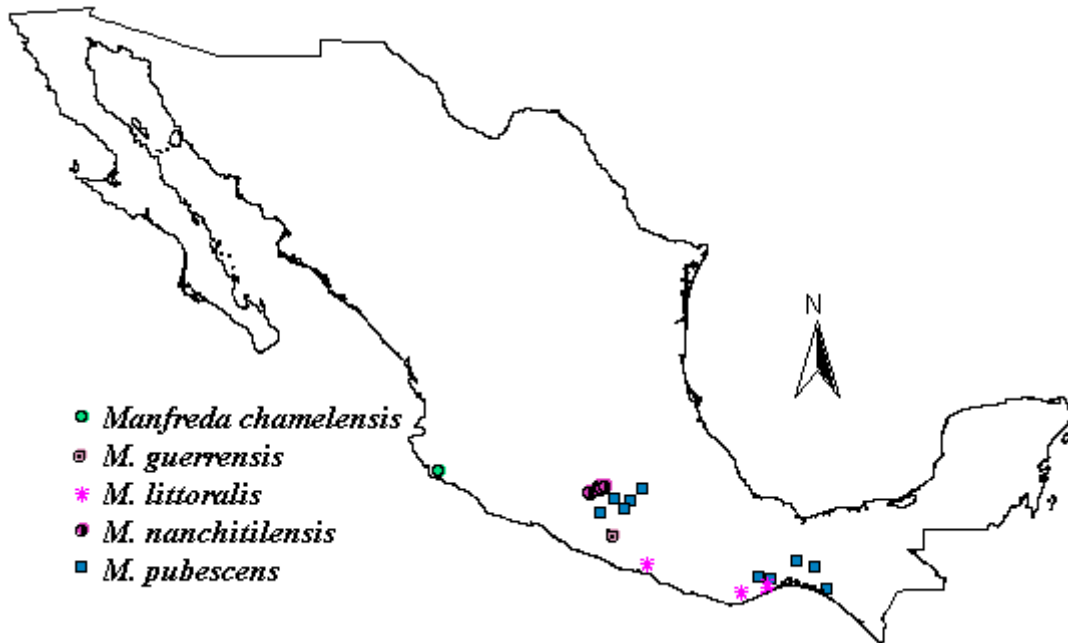 N
Manfreda chamelensis
M. guerrensis
M. littoralis
M. nanchitilensis
M. pubescens